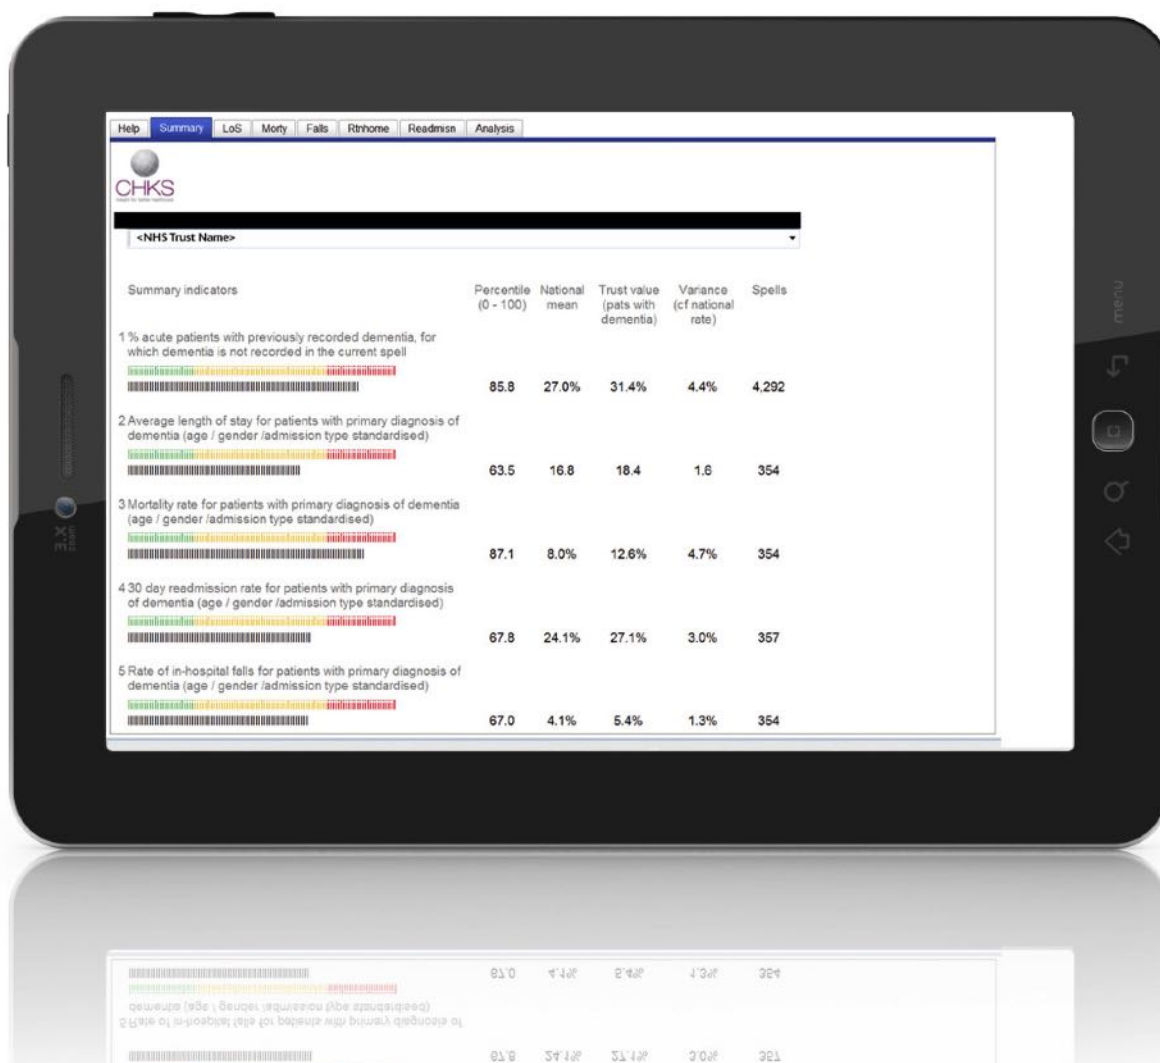 Help Summary LoS Morty Falls Rtnhome Readmisn Analysis
CHKS
<NHS Trust Name>
Summary indicators
Percentile (0 - 100)
National mean
Trust value (pats with dementia)
Variance (cf national rate)
Spells
1 % acute patients with previously recorded dementia, for
which dementia is not recorded in the current spell
85.8 27.0% 31.4% 4.4% 4,292
2 Average length of stay for patients with primary diagnosis of
dementia (age / gender /admission type standardised)
63.5 16.8 18.4 1.6 354
3 Mortality rate for patients with primary diagnosis of dementia
(age / gender /admission type standardised)
87.1 8.0% 12.6% 4.7% 354
4 30 day readmission rate for patients with primary diagnosis
of dementia (age / gender /admission type standardised)
67.8 24.1% 27.1% 3.0% 357
5 Rate of in-hospital falls for patients with primary diagnosis of
dementia (age / gender /admission type standardised)
67.0 4.1% 5.4% 1.3% 354
menu
3.X
zoom